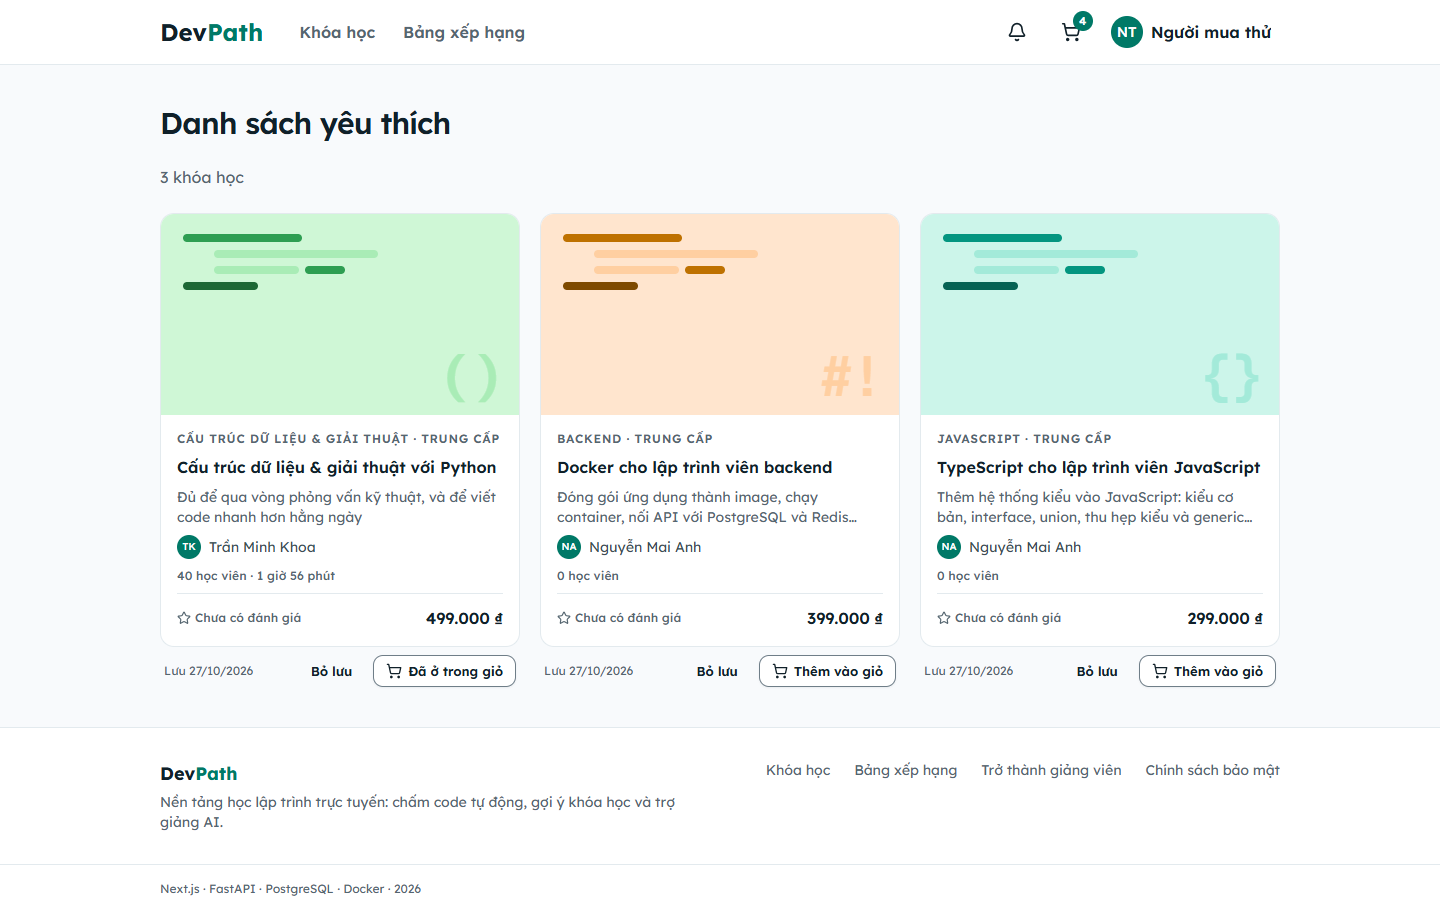 DevPath
Khóa học
Bảng xếp hạng
4
NT
Người mua thử
Danh sách yêu thích
3 khóa học
()
CẤU TRÚC DỮ LIỆU & GIẢI THUẬT · TRUNG CẤP
Cấu trúc dữ liệu & giải thuật với Python
Đủ để qua vòng phỏng vấn kỹ thuật, và để viết
code nhanh hơn hằng ngày
TK
Trần Minh Khoa
40 học viên · 1 giờ 56 phút
Chưa có đánh giá
499.000 ₫
Lưu 27/10/2026
Bỏ lưu
Đã ở trong giỏ
#!
BACKEND · TRUNG CẤP
Docker cho lập trình viên backend
Đóng gói ứng dụng thành image, chạy
container, nối API với PostgreSQL và Redis…
NA
Nguyễn Mai Anh
0 học viên
Chưa có đánh giá
399.000 ₫
Lưu 27/10/2026
Bỏ lưu
Thêm vào giỏ
{}
JAVASCRIPT · TRUNG CẤP
TypeScript cho lập trình viên JavaScript
Thêm hệ thống kiểu vào JavaScript: kiểu cơ
bản, interface, union, thu hẹp kiểu và generic…
NA
Nguyễn Mai Anh
0 học viên
Chưa có đánh giá
299.000 ₫
Lưu 27/10/2026
Bỏ lưu
Thêm vào giỏ
DevPath
Nền tảng học lập trình trực tuyến: chấm code tự động, gợi ý khóa học và trợ
giảng AI.
Khóa học
Bảng xếp hạng
Trở thành giảng viên
Chính sách bảo mật
Next.js · FastAPI · PostgreSQL · Docker · 2026